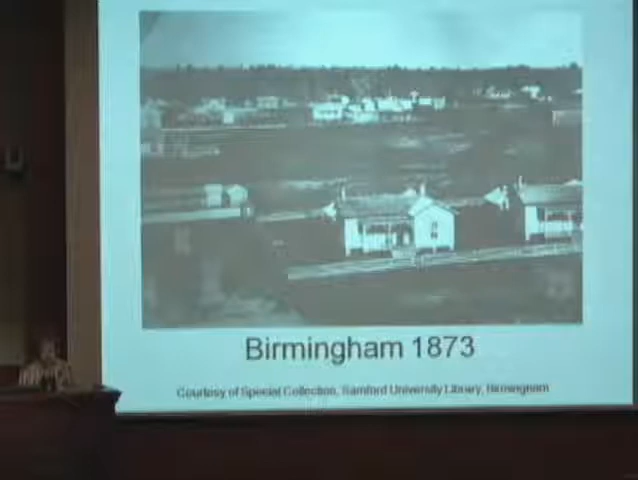 Birmingham 1873
Courtesy of Special Collection, Samford University Library, Birmingham